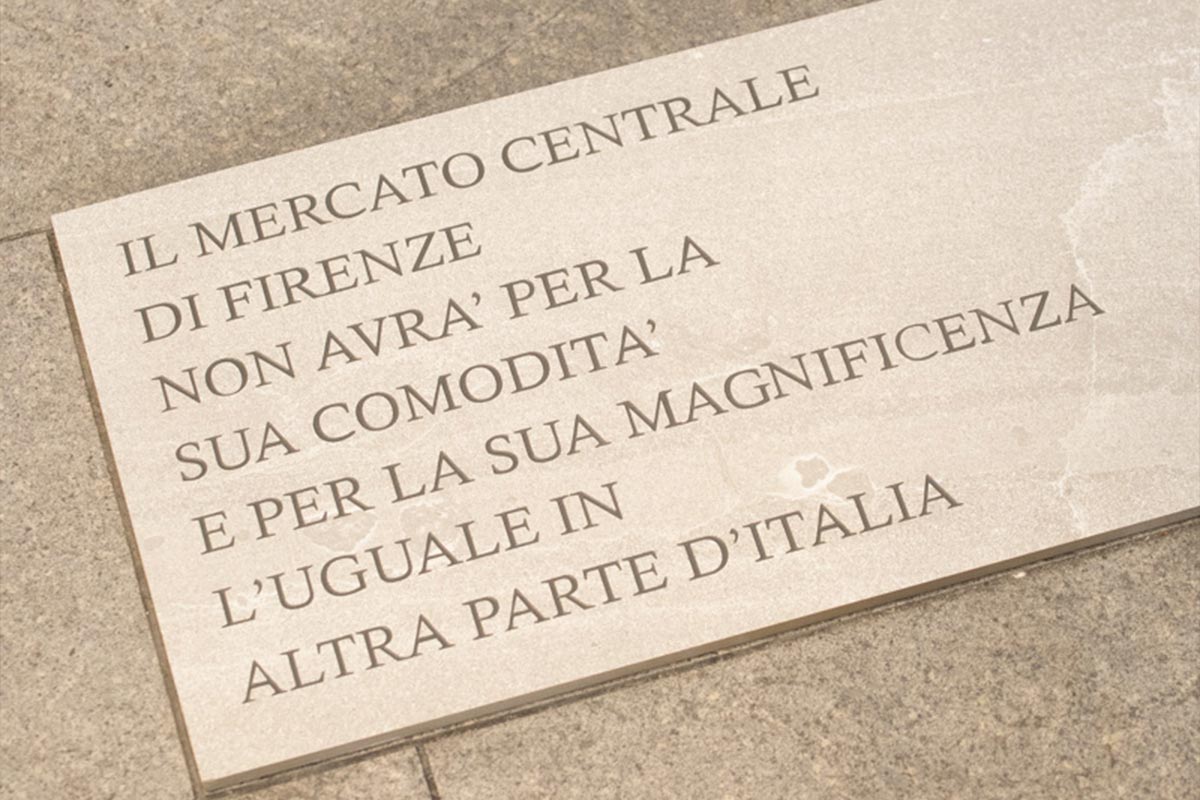 IL MERCATO CENTRALE
DI FIRENZE
NON AVRA' PER LA
SUA COMODITA'
E PER LA SUA MAGNIFICENZA
L'UGUALE IN
ALTRA PARTE D'ITALIA